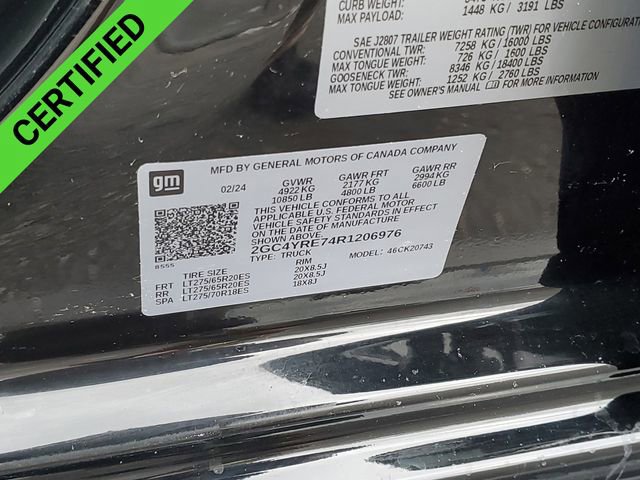 CERTIFIED
CURB WEIGHT:
MAX PAYLOAD: 1448 KG / 3191 LBS
SAE J2807 TRAILER WEIGHT RATING (TWR) FOR VEHICLE CONFIGURATION
CONVENTIONAL TWR: 7258 KG/16000 LBS
MAX TONGUE WEIGHT: 726 KG / 1600 LBS
GOOSENECK TWR: 8346 KG/18400 LBS
MAX TONGUE WEIGHT: 1252 KG / 2760 LBS
SEE OWNER'S MANUAL FOR MORE INFORMATION
gm
MFD BY GENERAL MOTORS OF CANADA COMPANY
02/24 GVWR GAWR FRT GAWR RR
4922 KG 2177 KG 2994 KG
10850 LB 4800 LB 6600 LB
THIS VEHICLE CONFORMS TO ALL
APPLICABLE U.S. FEDERAL MOTOR
VEHICLE SAFETY STANDARDS IN EFFECT
ON THE DATE OF MANUFACTURE SHOWN ABOVE.
2GC4YRE74R1206976
TYPE: TRUCK MODEL: 46CK20743
8555
TIRE SIZE RIM
FRT LT275/65R20ES 20X8.5J
RR LT275/65R20ES 20X8.5J
SPA LT275/70R18ES 18X8J